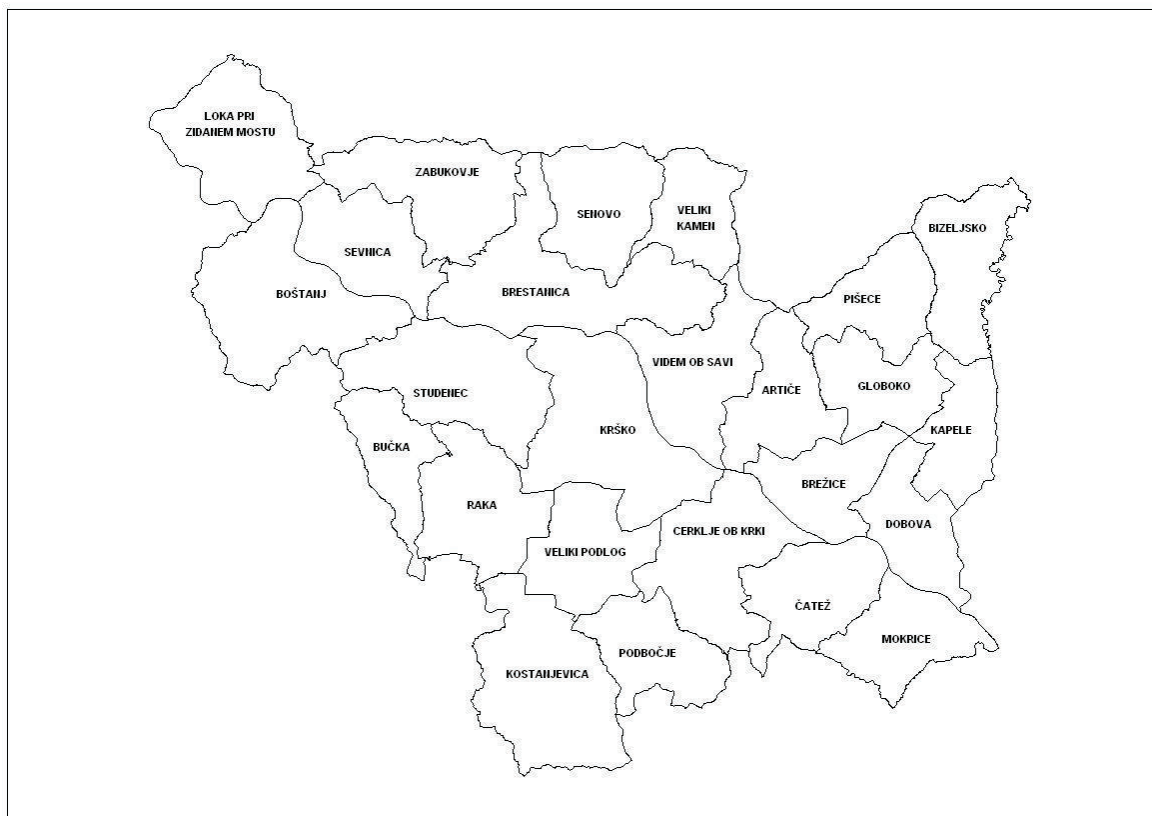 LOKA PRI
ZIDANEM MOSTU
ZABUKOVJE
SENOVO
VELIKI
KAMEN
BIZELJSKO
SEVNICA
BOŠTANJ
BRESTANICA
PIŠECE
VIDEM OB SAVI
ARTIČE
GLOBOKO
STUDENEC
KAPELE
KRŠKO
BUČKA
BREŽICE
RAKA
DOBOVA
CERKLJE OB KRKI
VELIKI PODLOG
ČATEŽ
MOKRICE
PODBOČJE
KOSTANJEVICA